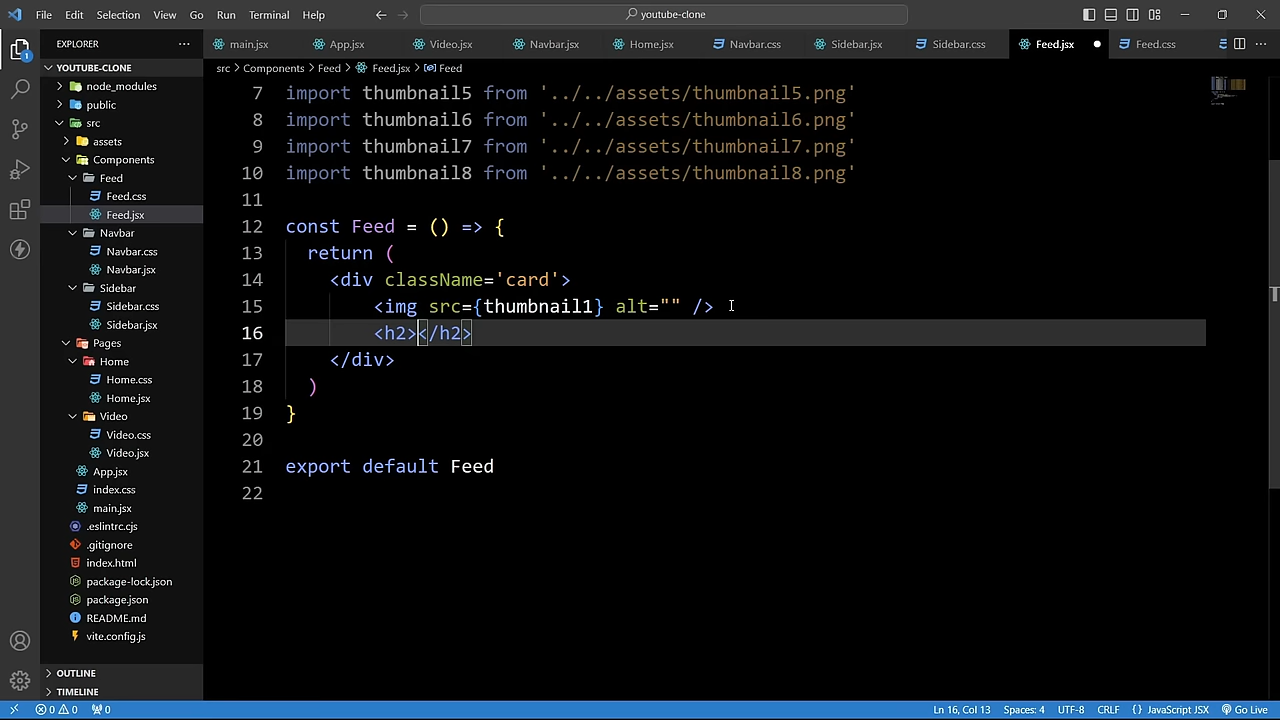 File Edit Selection View Go Run Terminal Help youtube-clone
EXPLORER main.jsx App.jsx Video.jsx Navbar.jsx Home.jsx Navbar.css Sidebar.jsx Sidebar.css Feed.jsx Feed.css
src > Components > Feed > Feed.jsx > Feed
YOUTUBE-CLONE
node_modules
public
src
assets
Components
Feed
Feed.css
Feed.jsx
Navbar
Navbar.css
Navbar.jsx
Sidebar
Sidebar.css
Sidebar.jsx
Pages
Home
Home.css
Home.jsx
Video
Video.css
Video.jsx
App.jsx
index.css
main.jsx
.eslintrc.cjs
.gitignore
index.html
package-lock.json
package.json
README.md
vite.config.js
OUTLINE
TIMELINE
7 import thumbnail5 from '../../assets/thumbnail5.png'
8 import thumbnail6 from '../../assets/thumbnail6.png'
9 import thumbnail7 from '../../assets/thumbnail7.png'
10 import thumbnail8 from '../../assets/thumbnail8.png'
11
12 const Feed = () => {
13 return (
14 <div className='card'>
15 <img src={thumbnail1} alt="" />
16 <h2></h2>
17 </div>
18 )
19 }
20
21 export default Feed
22
1
0 0 0 Ln 16, Col 13 Spaces: 4 UTF-8 CRLF {} JavaScript JSX Go Live